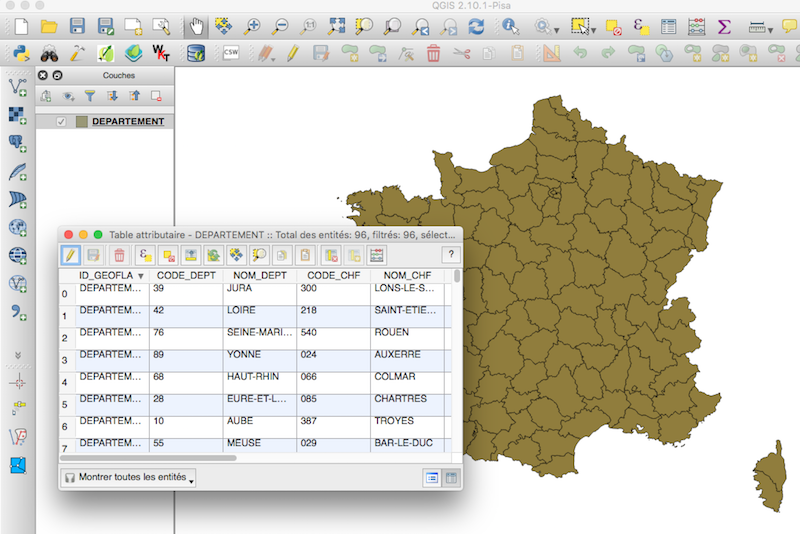 QGIS 2.10.1-Pisa
1:1
CSW
WKT
Couches
DEPARTEMENT
Table attributaire - DEPARTEMENT :: Total des entités: 96, filtrés: 96, sélect...
?
ID_GEOFLA CODE_DEPT NOM_DEPT CODE_CHF NOM_CHF
0 DEPARTEM... 39 JURA 300 LONS-LE-S...
1 DEPARTEM... 42 LOIRE 218 SAINT-ETIE...
2 DEPARTEM... 76 SEINE-MARI... 540 ROUEN
3 DEPARTEM... 89 YONNE 024 AUXERRE
4 DEPARTEM... 68 HAUT-RHIN 066 COLMAR
5 DEPARTEM... 28 EURE-ET-L... 085 CHARTRES
6 DEPARTEM... 10 AUBE 387 TROYES
7 DEPARTEM... 55 MEUSE 029 BAR-LE-DUC
Montrer toutes les entités